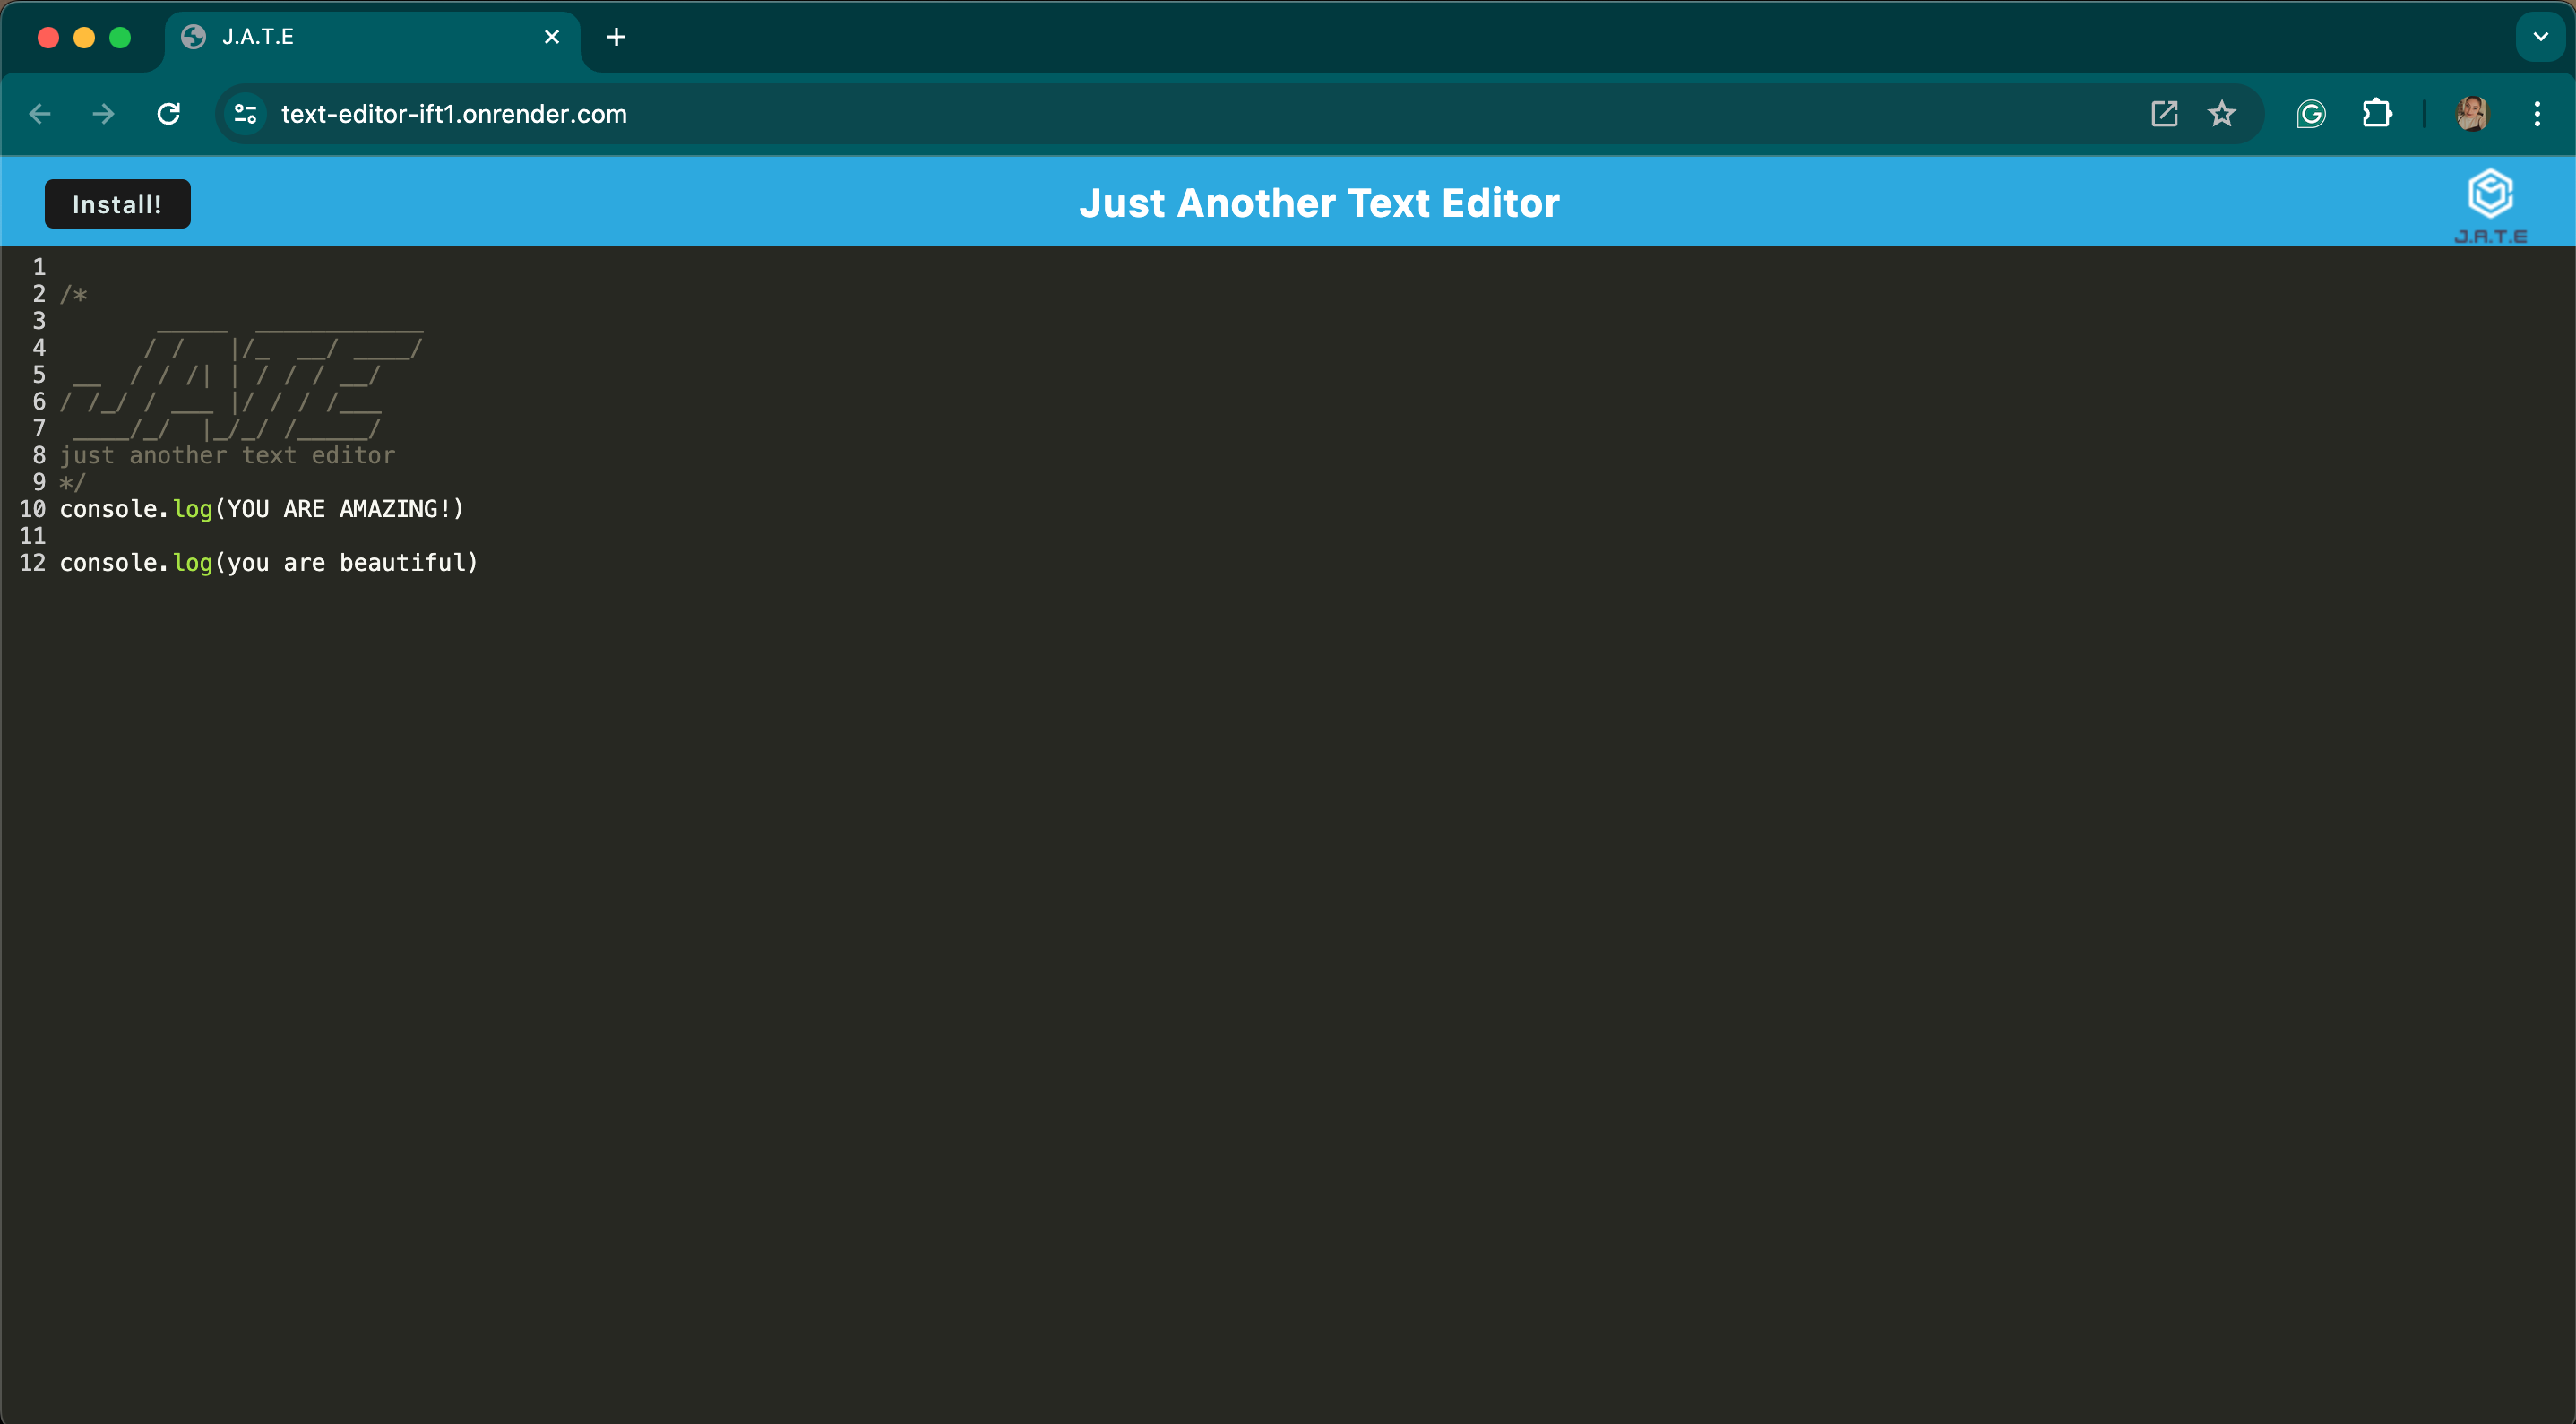 J.A.T.E
text-editor-ift1.onrender.com
Install!
Just Another Text Editor
J.A.T.E
1
2 /*
3        _____  ____________
4       / /   |/_  __/ ____/
5  __  / / /| | / / / __/
6 / /_/ / ___ |/ / / /___
7  ____/_/  |_/_/ /_____/
8 just another text editor
9 */
10 console.log(YOU ARE AMAZING!)
11
12 console.log(you are beautiful)